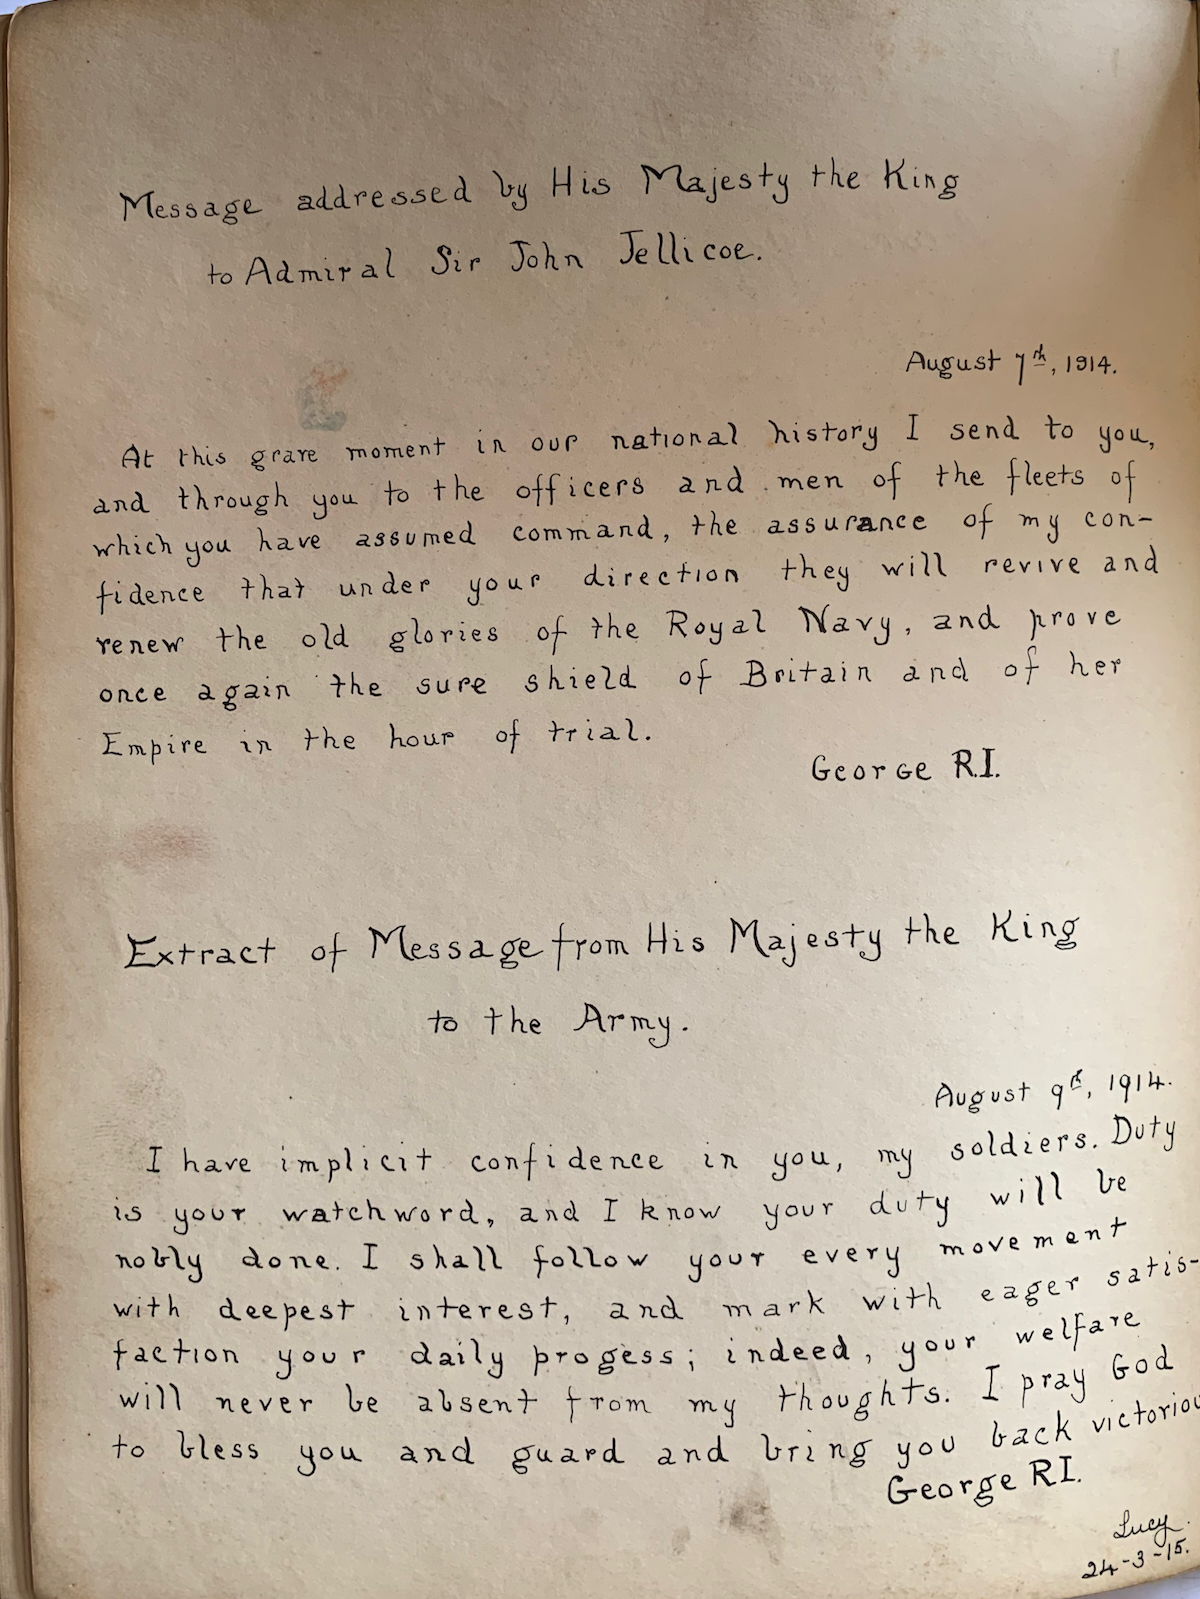 Message addressed by His Majesty the King
to Admiral Sir John Jellicoe.
August 7th, 1914.
At this grave moment in our national history I send to you,
and through you to the officers and men of the fleets of
which you have assumed command, the assurance of my con-
fidence that under your direction they will revive and
renew the old glories of the Royal Navy, and prove
once again the sure shield of Britain and of her
Empire in the hour of trial.
George R.I.
Extract of Message from His Majesty the King
to the Army.
August 9th, 1914.
I have implicit confidence in you, my soldiers. Duty
is your watchword, and I know your duty will be
nobly done. I shall follow your every movement
with deepest interest, and mark with eager satis-
faction your daily progess; indeed, your welfare
will never be absent from my thoughts. I pray God
to bless you and guard and bring you back victoriou
George R.I.
Lucy.
24-3-15.